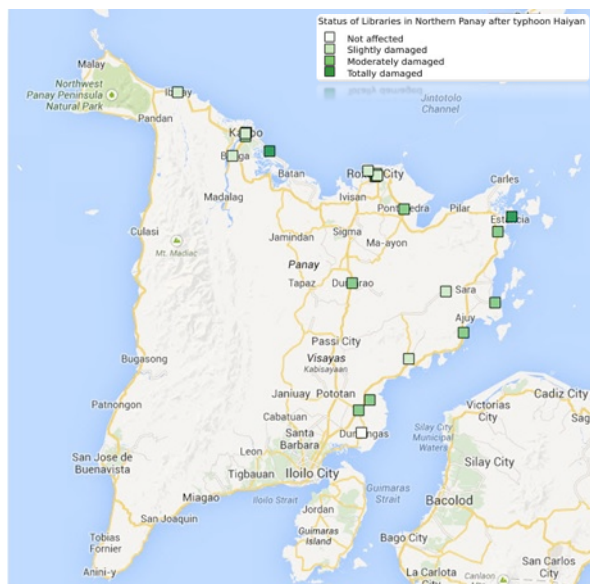 Status of Libraries in Northern Panay after typhoon Haiyan
Not affected
Slightly damaged
Moderately damaged
Totally damaged
Malay
Northwest
Panay Peninsula
Natural Park
Pandan
Batan
Madalag
Culasi
Mt. Madiac
Jintotolo
Channel
Roxas City
Ivisan
Pilar
Carles
Estancia
Sigma
Jamindan
Ma-ayon
Panay
Tapaz
Sara
Ajuy
Passi City
Visayas
Kabisayaan
Bugasong
Patnongon
Janiuay
Pototan
Cabatuan
Santa
Barbara
Leon
Tigbauan
Iloilo City
San Jose de
Buenavista
Miagao
Iloilo Strait
San Joaquin
Tobias
Fornier
Anini-y
Guimaras
Strait
Jordan
Guimaras
Island
Cadiz City
Victorias
City
Sag
Silay City
Municipal
Waters
Silay City
Bacolod
Bago City
La Carlota
City
San Carlos
City